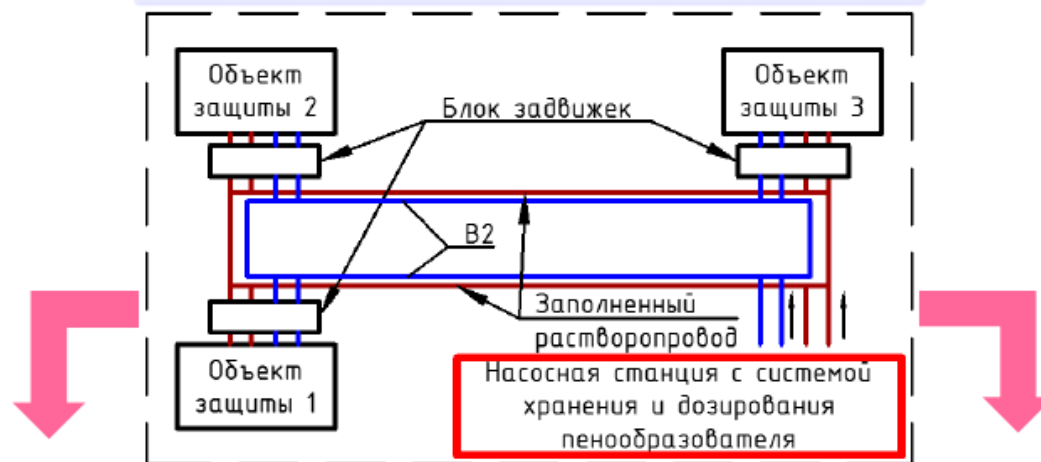 Объект
защиты 2
Блок задвижек
Объект
защиты 3
В2
Заполненный
растворопровод
Объект
защиты 1
Насосная станция с системой
хранения и дозирования
пенообразователя